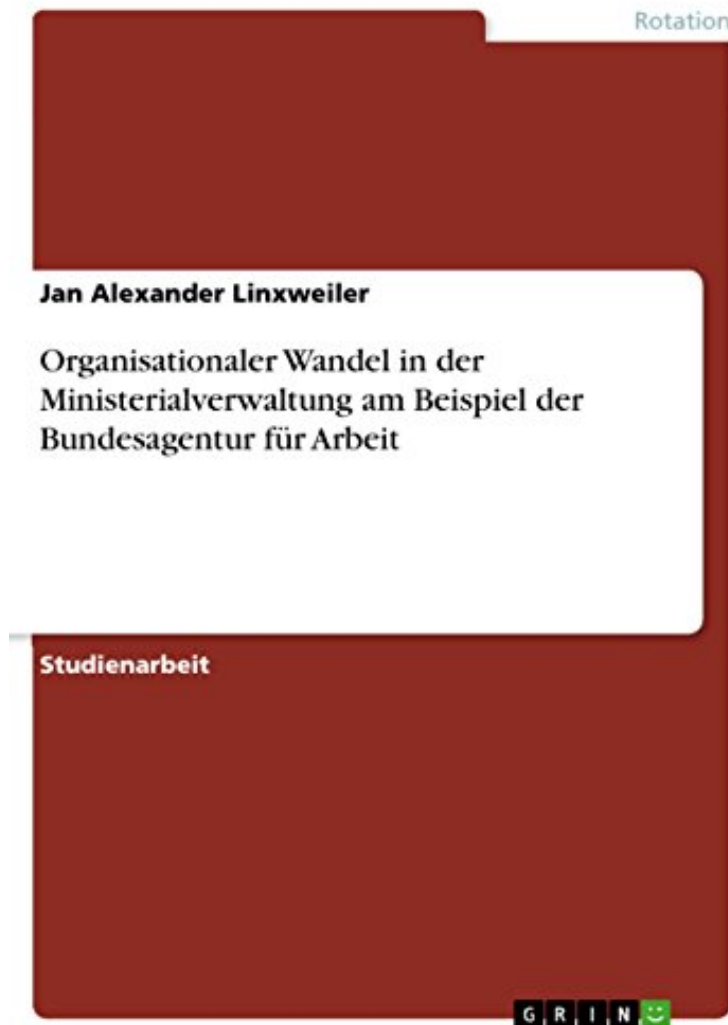 Rotation
Jan Alexander Linxweiler
Organisationaler Wandel in der
Ministerialverwaltung am Beispiel der
Bundesagentur für Arbeit
Studienarbeit
GRIN